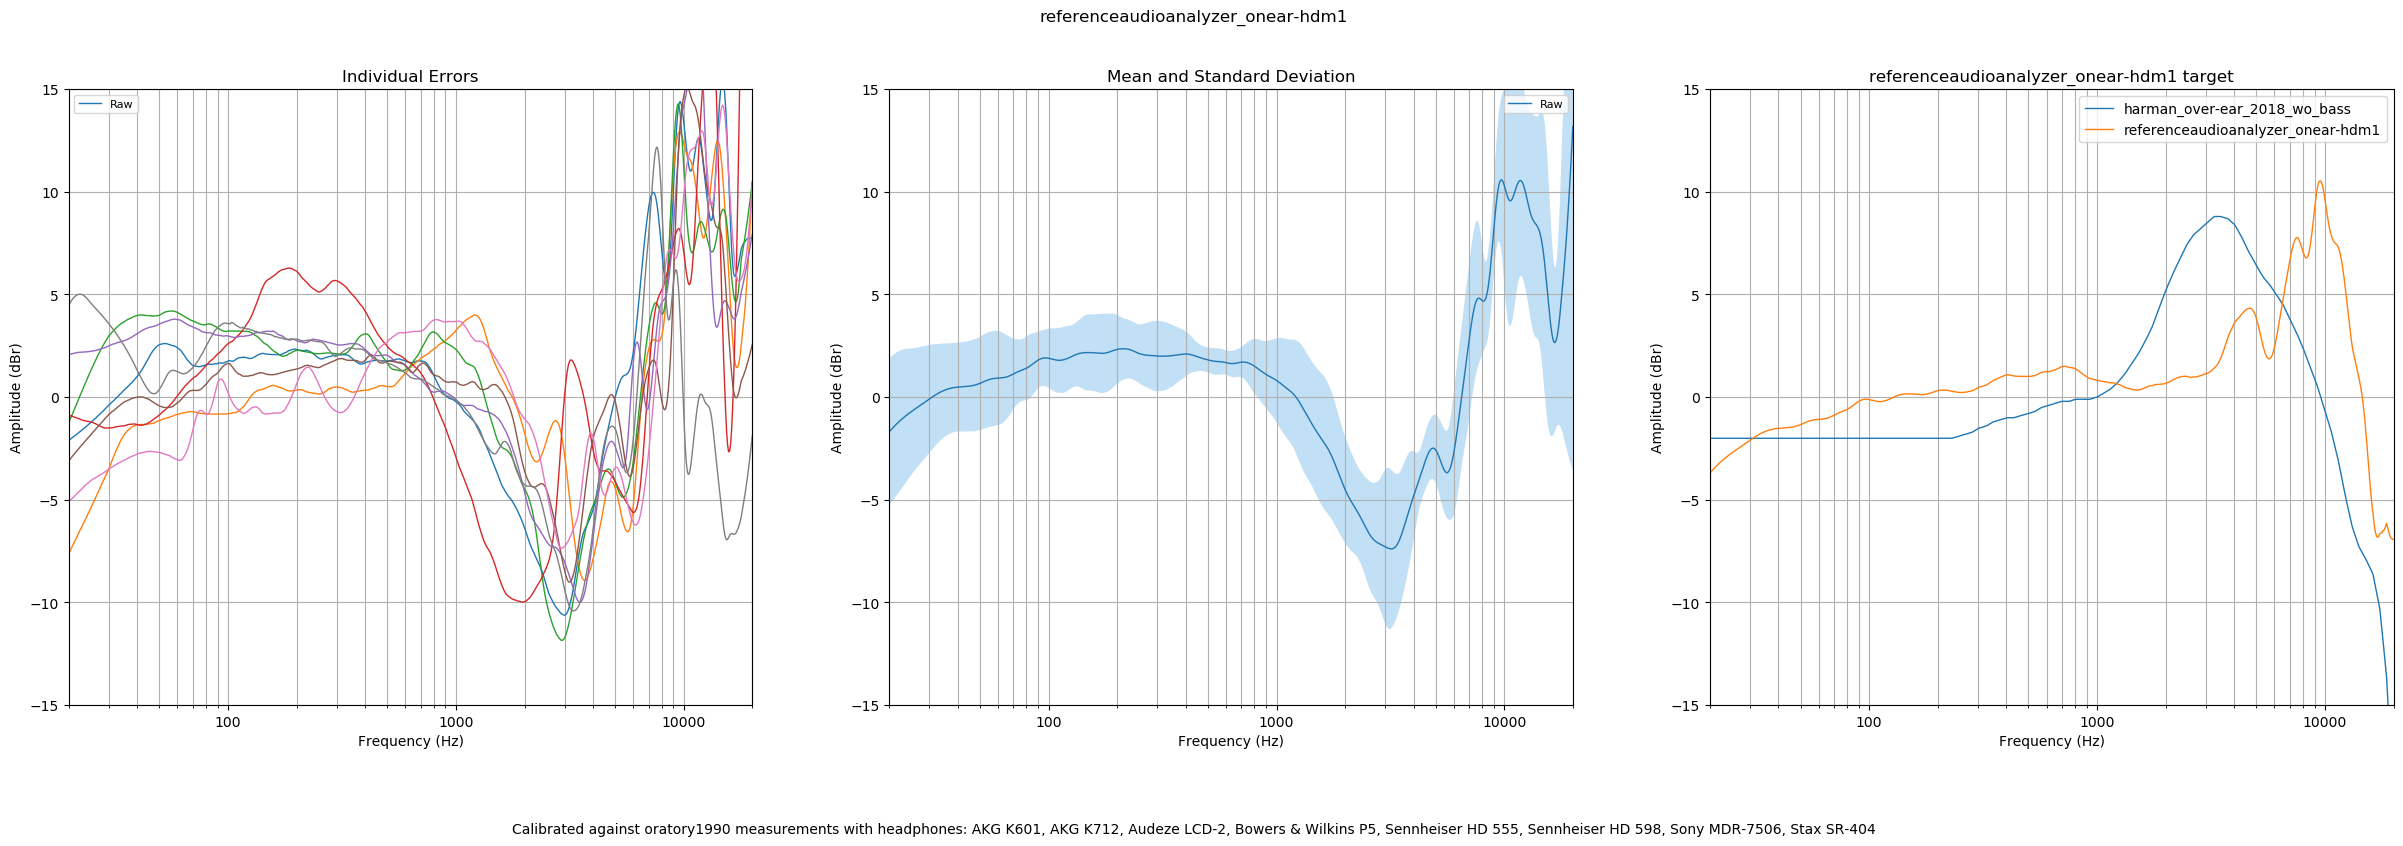 referenceaudioanalyzer_onear-hdm1
Individual Errors
Raw
15
10
5
0
−5
−10
−15
Amplitude (dBr)
100
1000
10000
Frequency (Hz)
Mean and Standard Deviation
Raw
15
10
5
0
−5
−10
−15
Amplitude (dBr)
100
1000
10000
Frequency (Hz)
referenceaudioanalyzer_onear-hdm1 target
harman_over-ear_2018_wo_bass
referenceaudioanalyzer_onear-hdm1
15
10
5
0
−5
−10
−15
Amplitude (dBr)
100
1000
10000
Frequency (Hz)
Calibrated against oratory1990 measurements with headphones: AKG K601, AKG K712, Audeze LCD-2, Bowers & Wilkins P5, Sennheiser HD 555, Sennheiser HD 598, Sony MDR-7506, Stax SR-404